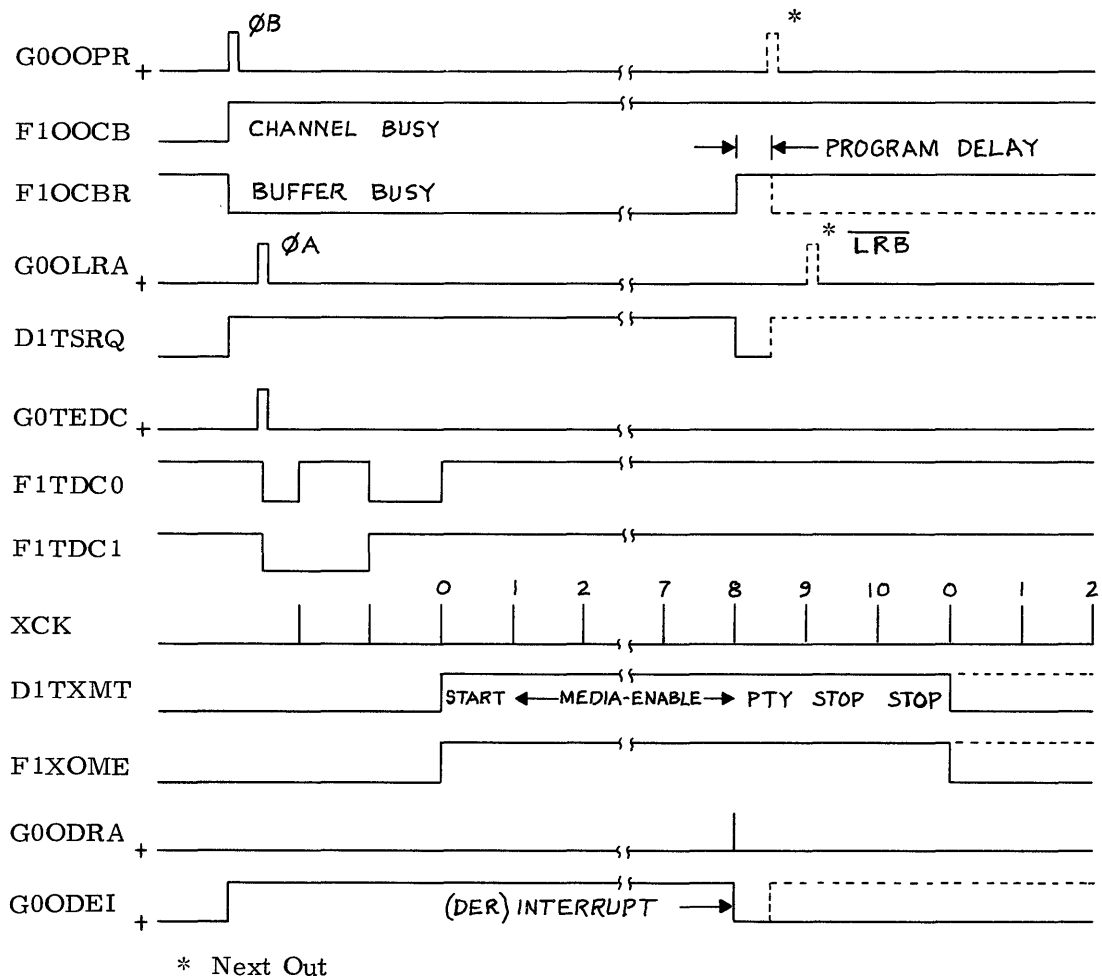 ØB
*
G0OOPR +
F1OOCB CHANNEL BUSY
PROGRAM DELAY
F1OCBR BUFFER BUSY
ØA
* LRB
G0OLRA +
D1TSRQ
G0TEDC +
F1TDC0
F1TDC1
0 1 2 7 8 9 10 0 1 2
XCK
D1TXMT START MEDIA-ENABLE PTY STOP STOP
F1XOME
G0ODRA +
G0ODEI + (DER) INTERRUPT
* Next Out